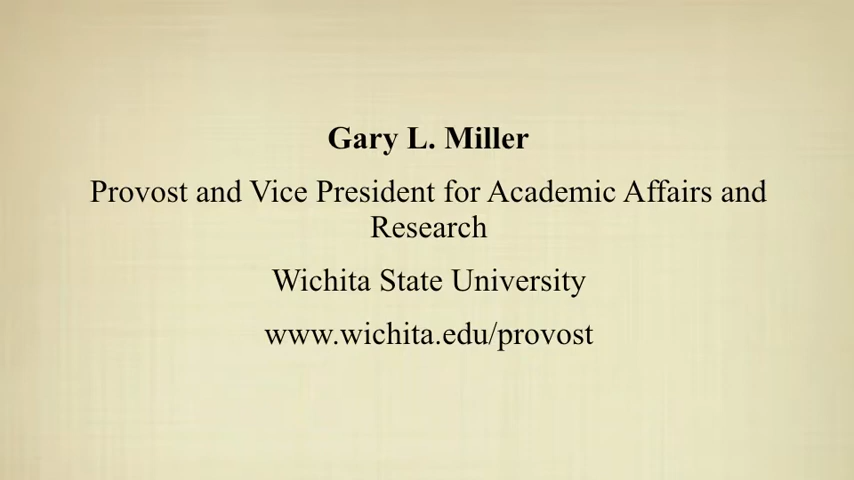 Gary L. Miller
Provost and Vice President for Academic Affairs and
Research
Wichita State University
www.wichita.edu/provost